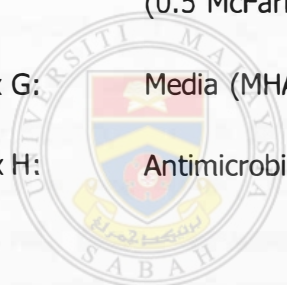 (0.5 McFarl
x G: Media (MHA
x H: Antimicrobi
UNIVERSITI MALAYSIA
SABAH